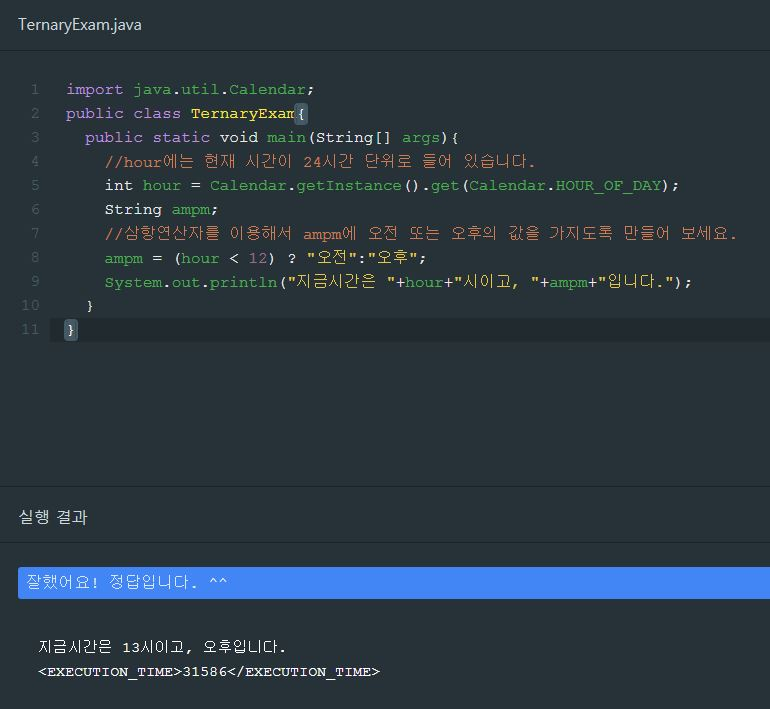 TernaryExam.java
1 import java.util.Calendar;
2 public class TernaryExam{
3 public static void main(String[] args){
4 //hour에는 현재 시간이 24시간 단위로 들어 있습니다.
5 int hour = Calendar.getInstance().get(Calendar.HOUR_OF_DAY);
6 String ampm;
7 //삼항연산자를 이용해서 ampm에 오전 또는 오후의 값을 가지도록 만들어 보세요.
8 ampm = (hour < 12) ? "오전":"오후";
9 System.out.println("지금시간은 "+hour+"시이고, "+ampm+"입니다.");
10 }
11 }
실행 결과
잘했어요! 정답입니다. ^^
지금시간은 13시이고, 오후입니다.
<EXECUTION_TIME>31586</EXECUTION_TIME>